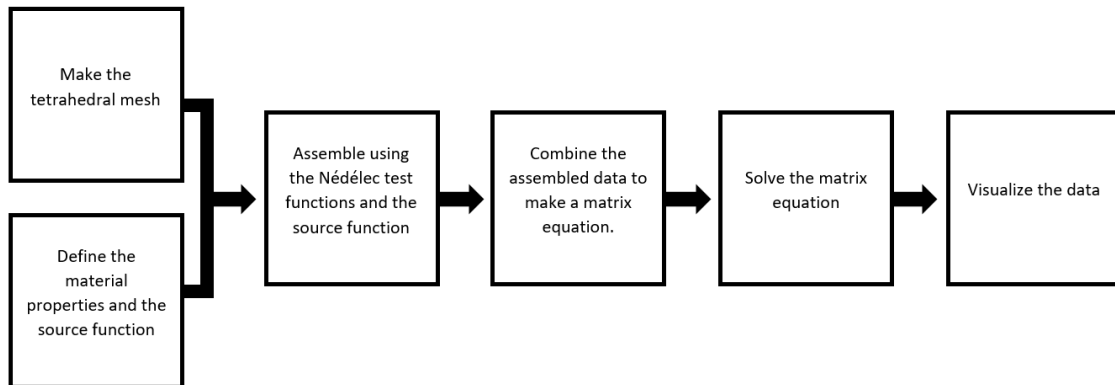 Make the
tetrahedral mesh
Define the
material
properties and the
source function
Assemble using
the Nédélec test
functions and the
source function
Combine the
assembled data to
make a matrix
equation.
Solve the matrix
equation
Visualize the data